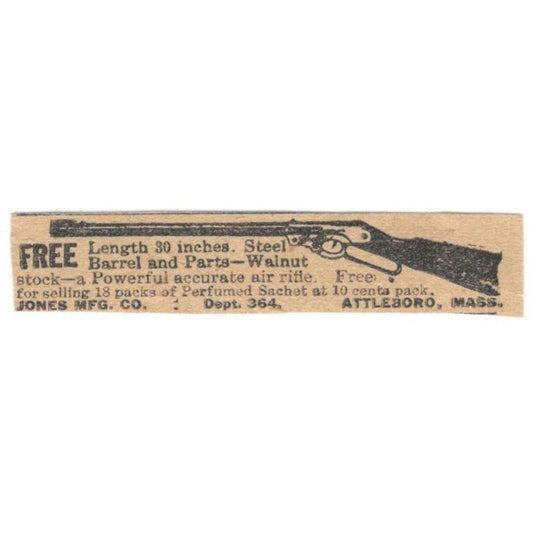 FREE Length 30 inches. Steel
Barrel and Parts—Walnut
stock—a Powerful accurate air rifle. Free
for selling 18 packs of Perfumed Sachet at 10 cents pack.
JONES MFG. CO. : Dept. 364, ATTLEBORO, MASS.